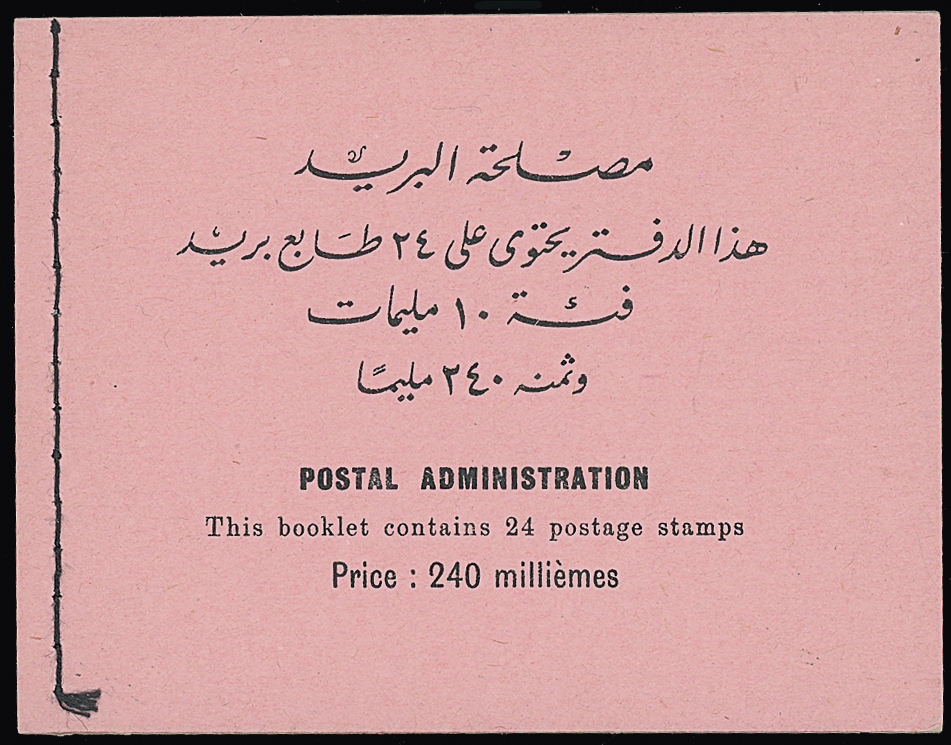 مصلحة البريد
هذا الدفتر يحتوى على ٢٤ طابع بريد
فئة ١٠ مليمات
وثمنه ٢٤٠ مليمًا
POSTAL ADMINISTRATION
This booklet contains 24 postage stamps
Price : 240 millièmes